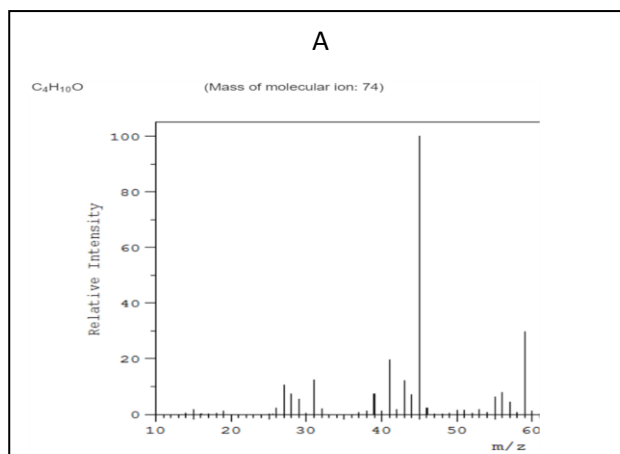 A
C₄H₁₀O (Mass of molecular ion: 74)
100
80
60
40
20
0
Relative Intensity
10 20 30 40 50 60
m/z